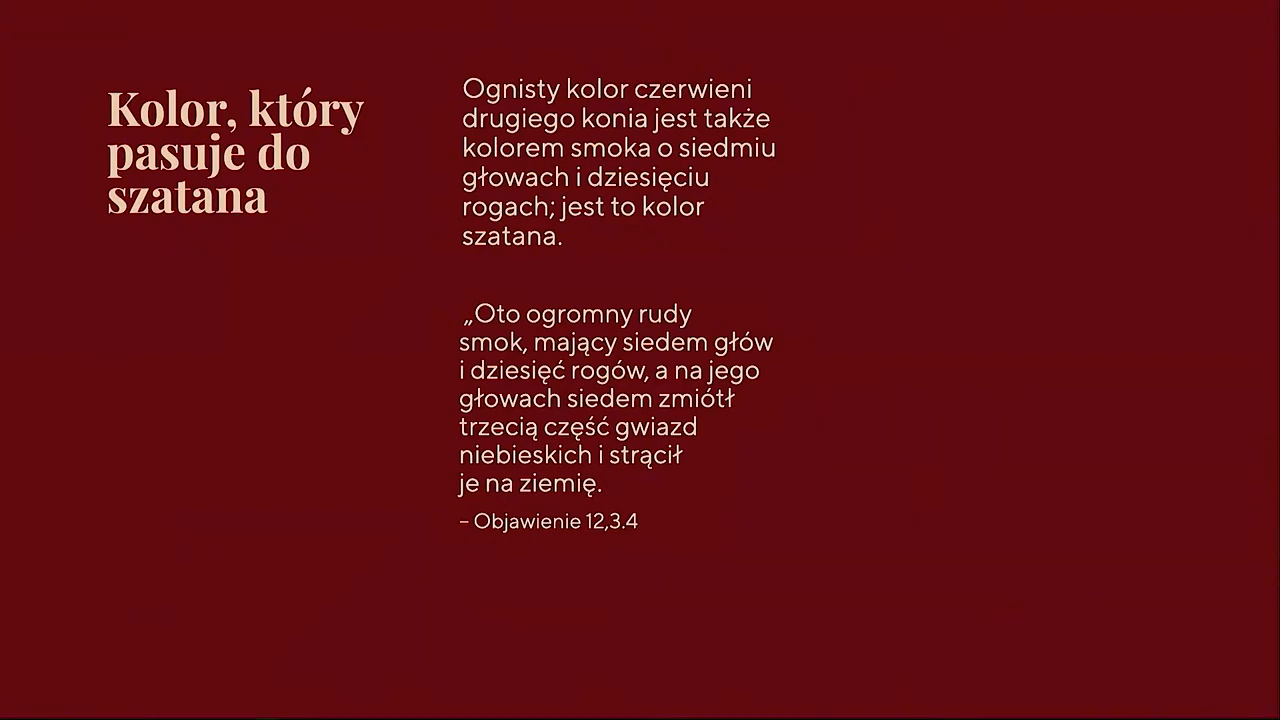 Kolor, który
pasuje do
szatana
Ognisty kolor czerwieni
drugiego konia jest także
kolorem smoka o siedmiu
głowach i dziesięciu
rogach; jest to kolor
szatana.
„Oto ogromny rudy
smok, mający siedem głów
i dziesięć rogów, a na jego
głowach siedem zmiótł
trzecią część gwiazd
niebieskich i strącił
je na ziemię.
– Objawienie 12,3.4